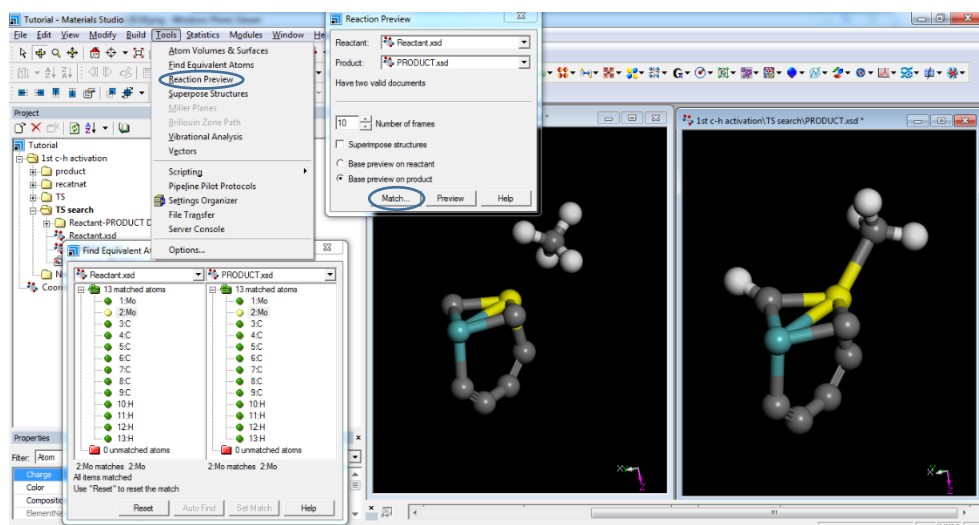 Tutorial - Materials Studio
File Edit View Modify Build Tools Statistics Modules Window He
Atom Volumes & Surfaces
Find Equivalent Atoms
Reaction Preview
Superpose Structures
Miller Planes
Brillouin Zone Path
Vibrational Analysis
Vectors
Scripting
Pipeline Pilot Protocols
Settings Organizer
File Transfer
Server Console
Options...
Reaction Preview
Reactant: Reactant.xsd
Product: PRODUCT.xsd
Have two valid documents
10 Number of frames
Superimpose structures
Base preview on reactant
Base preview on product
Match... Preview Help
Project
Tutorial
1st c-h activation
product
recatnat
TS
TS search
Reactant-PRODUCT D
Reactant.xsd
Coor
1st c-h activation\TS search\PRODUCT.xsd *
Find Equivalent At
Reactant.xsd PRODUCT.xsd
13 matched atoms 13 matched atoms
1:Mo 1:Mo
2:Mo 2:Mo
3:C 3:C
4:C 4:C
5:C 5:C
6:C 6:C
7:C 7:C
8:C 8:C
9:C 9:C
10:H 10:H
11:H 11:H
12:H 12:H
13:H 13:H
0 unmatched atoms 0 unmatched atoms
2:Mo matches 2:Mo 2:Mo matches 2:Mo
All items matched
Use "Reset" to reset the match
Reset Auto Find Set Match Help
Properties
Filter: Atom
Charge
Color
Compositio
ElementNa